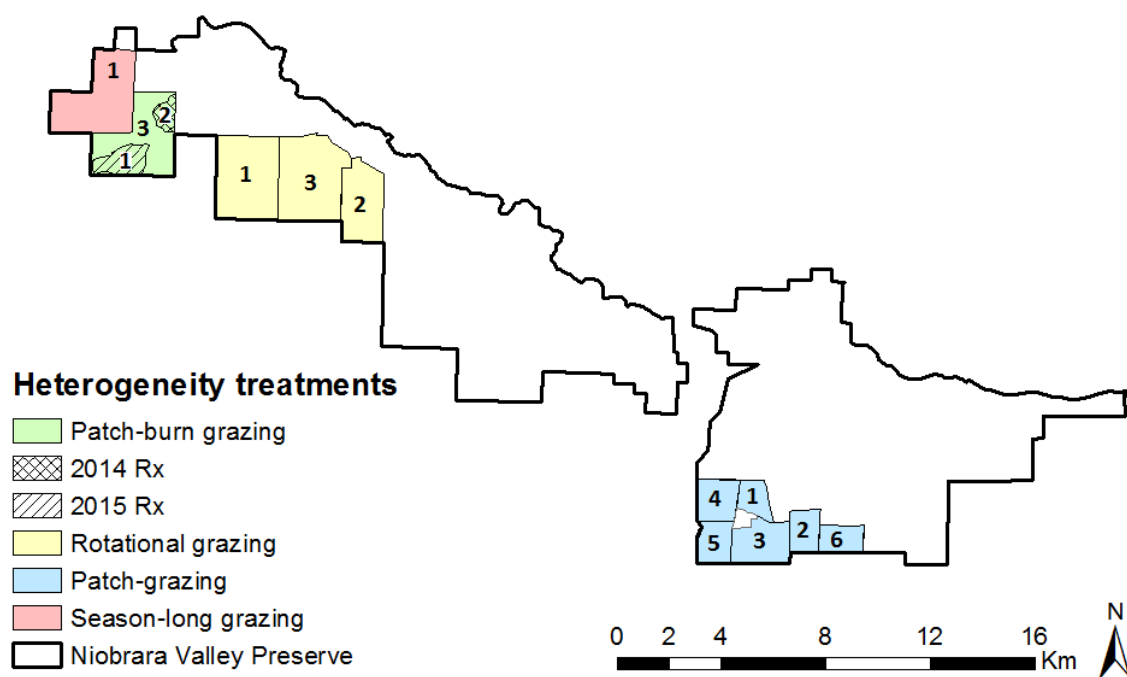 1
2
3
1
1
3
2
Heterogeneity treatments
Patch-burn grazing
2014 Rx
2015 Rx
Rotational grazing
Patch-grazing
Season-long grazing
Niobrara Valley Preserve
4 1
5 3 2 6
0 2 4 8 12 16
Km
N